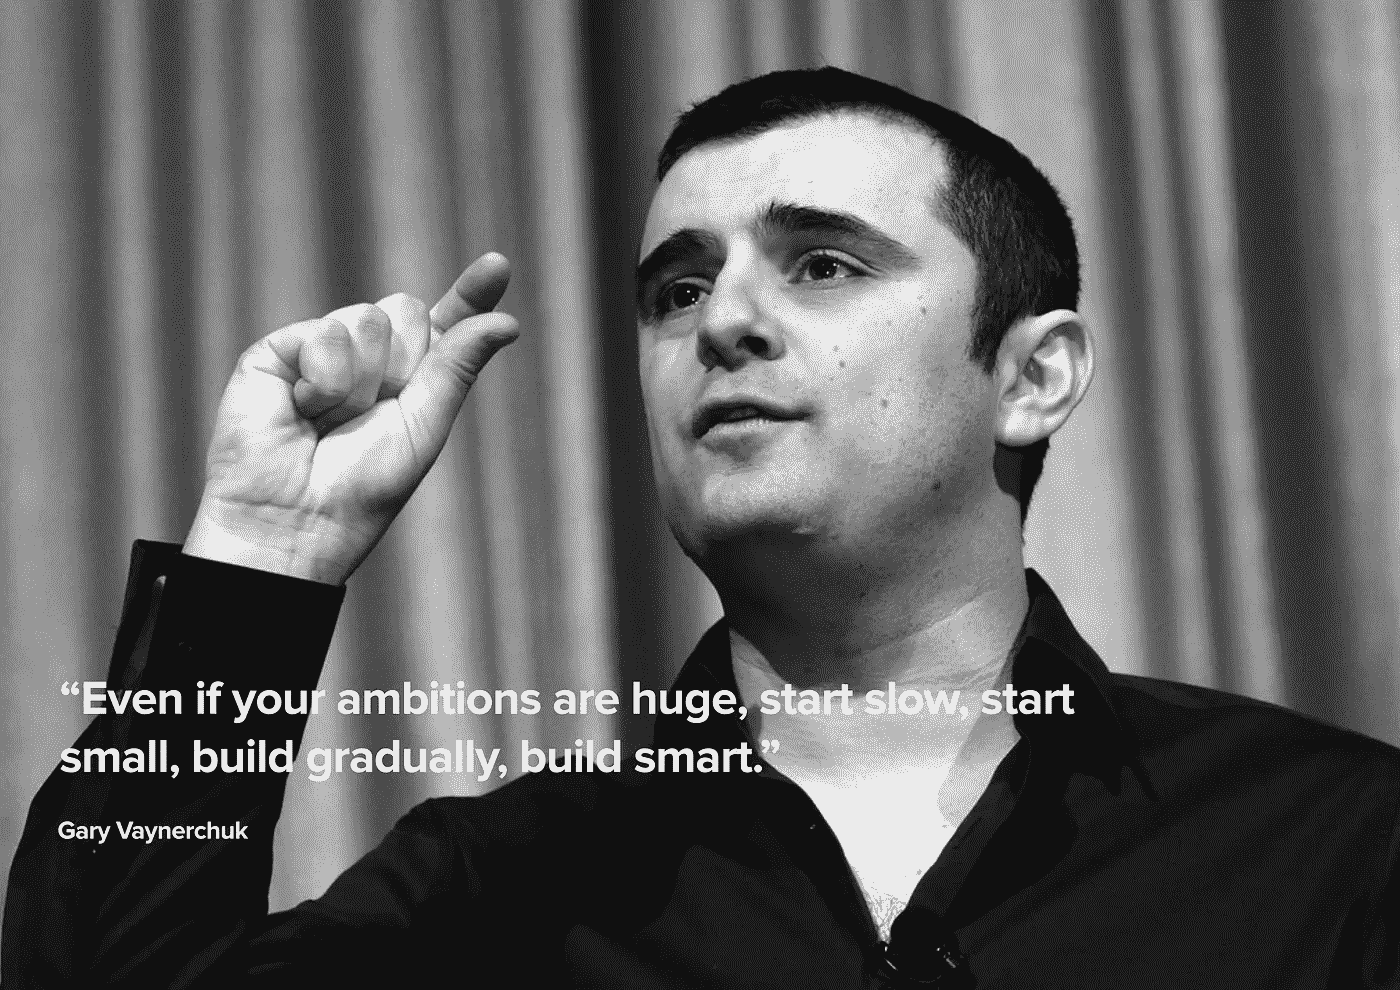 “Even if your ambitions are huge, start slow, start
small, build gradually, build smart.”
Gary Vaynerchuk